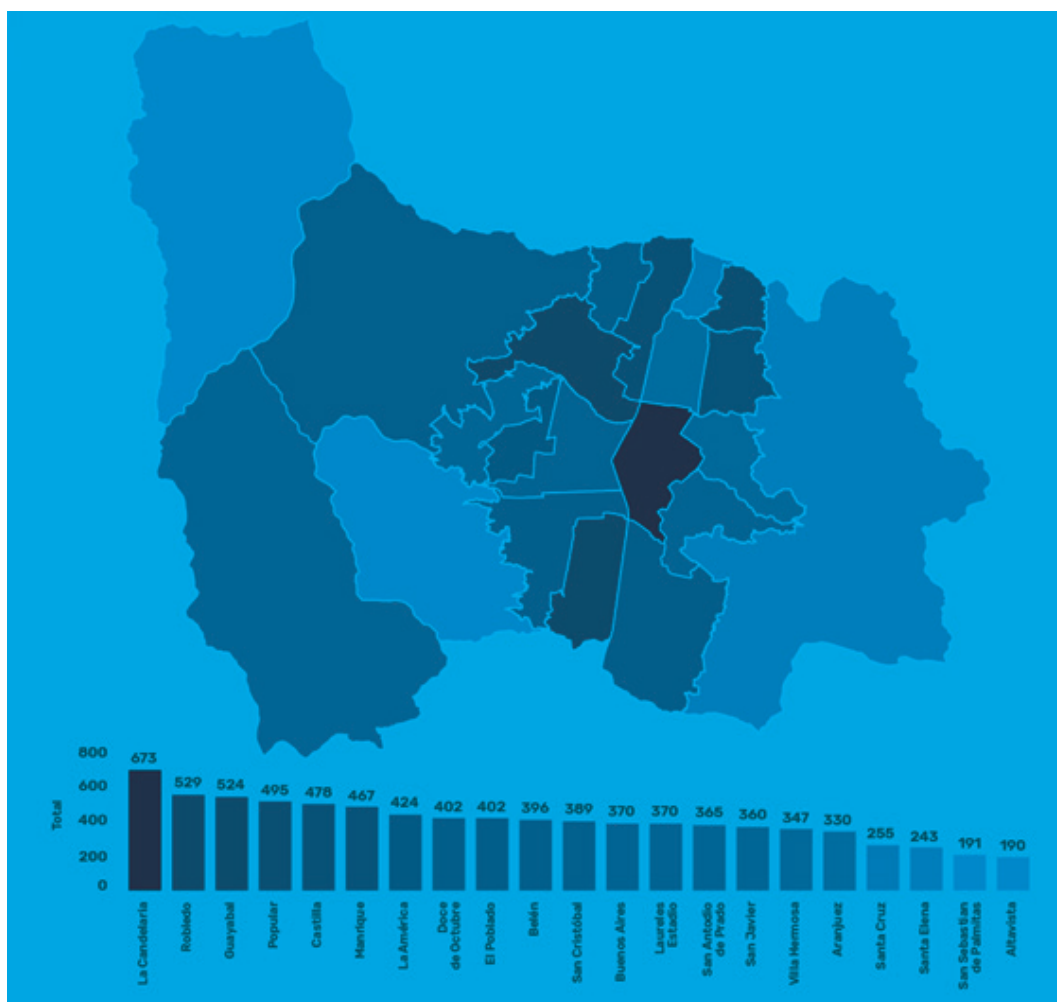 800
600
400
200
0
Total
673
529
524
495
478
467
424
402
402
396
389
370
370
365
360
347
330
255
243
191
190
La Candelaria
Robledo
Guayabal
Popular
Castilla
Manrique
La América
Doce
de Octubre
El Poblado
Belén
San Cristóbal
Buenos Aires
Laureles
Estadio
San Antodio
de Prado
San Javier
Villa Hermosa
Aranjuez
Santa Cruz
Santa Elena
San Sebastian
de Palmitas
Altavista